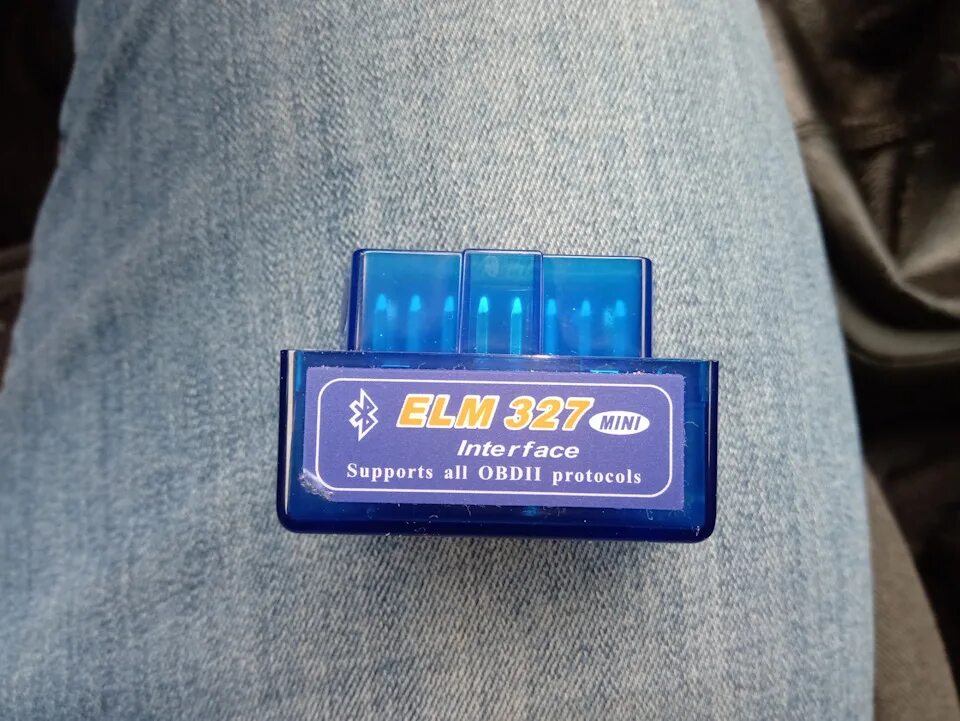 ELM 327 MINI
Interface
Supports all OBDII protocols